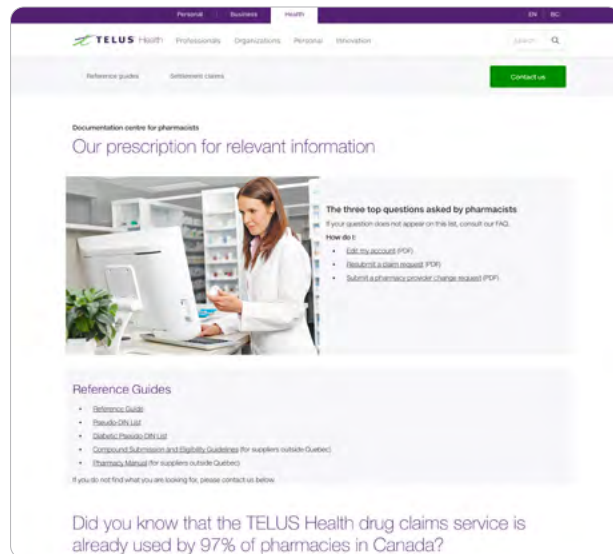 Personal Business Health EN BC
TELUS Health Professionals Organizations Personal Innovation Search
Reference guides Settlement claims Contact us
Documentation centre for pharmacists
Our prescription for relevant information
The three top questions asked by pharmacists
If your question does not appear on this list, consult our FAQ.
How do I:
• Edit my account (PDF)
• Resubmit a claim request (PDF)
• Submit a pharmacy provider change request (PDF)
Reference Guides
• Reference Guide
• Pseudo-DIN List
• Diabetic Pseudo-DIN List
• Compound Submission and Eligibility Guidelines (for suppliers outside Quebec)
• Pharmacy Manual (for suppliers outside Quebec)
If you do not find what you are looking for, please contact us below.
Did you know that the TELUS Health drug claims service is
already used by 97% of pharmacies in Canada?